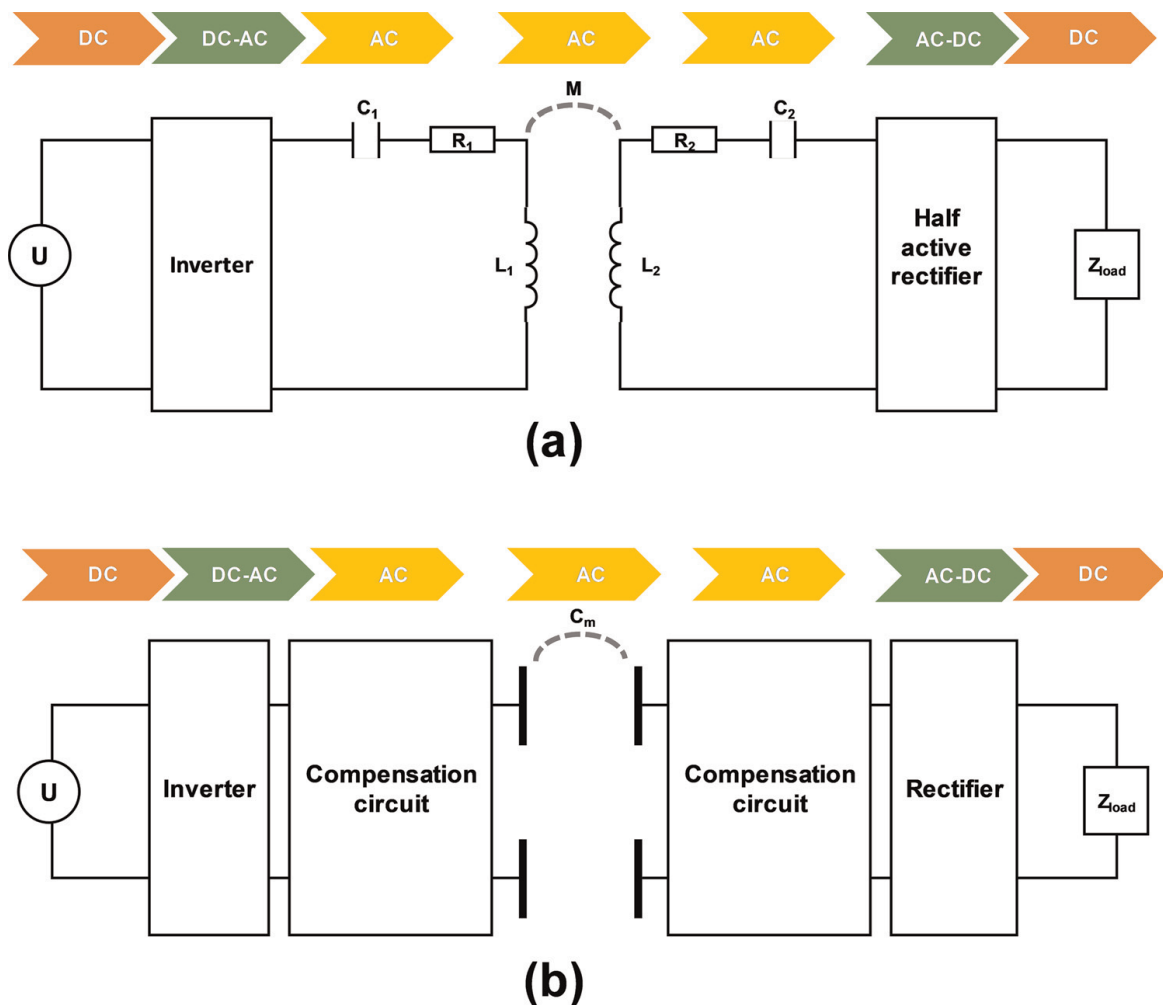 DC DC-AC AC AC AC AC-DC DC
M
C₁ C₂
R₁ R₂
Half
active
rectifier
U Inverter L₁ L₂ Zload
(a)
DC DC-AC AC AC AC AC-DC DC
Cm
Compensation Compensation
U Inverter circuit circuit Rectifier Zload
(b)